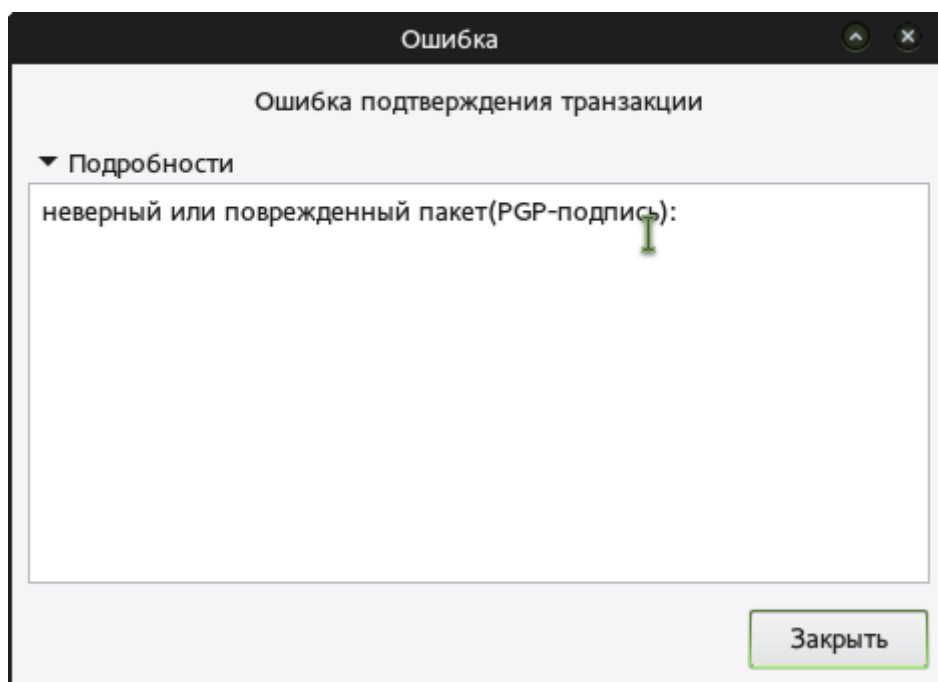 Ошибка
Ошибка подтверждения транзакции
Подробности
неверный или поврежденный пакет(PGP-подпись):
Закрыть